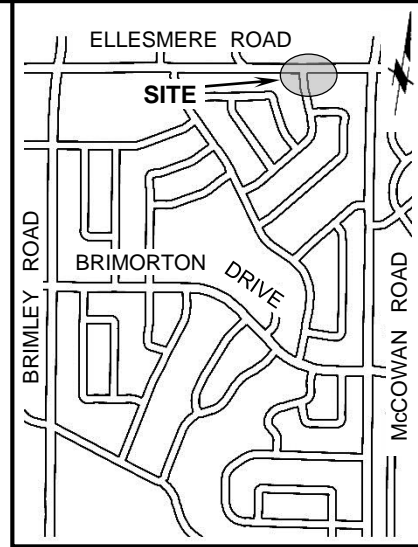 ELLESMERE ROAD
SITE
BRIMLEY ROAD
BRIMORTON
DRIVE
McCOWAN ROAD